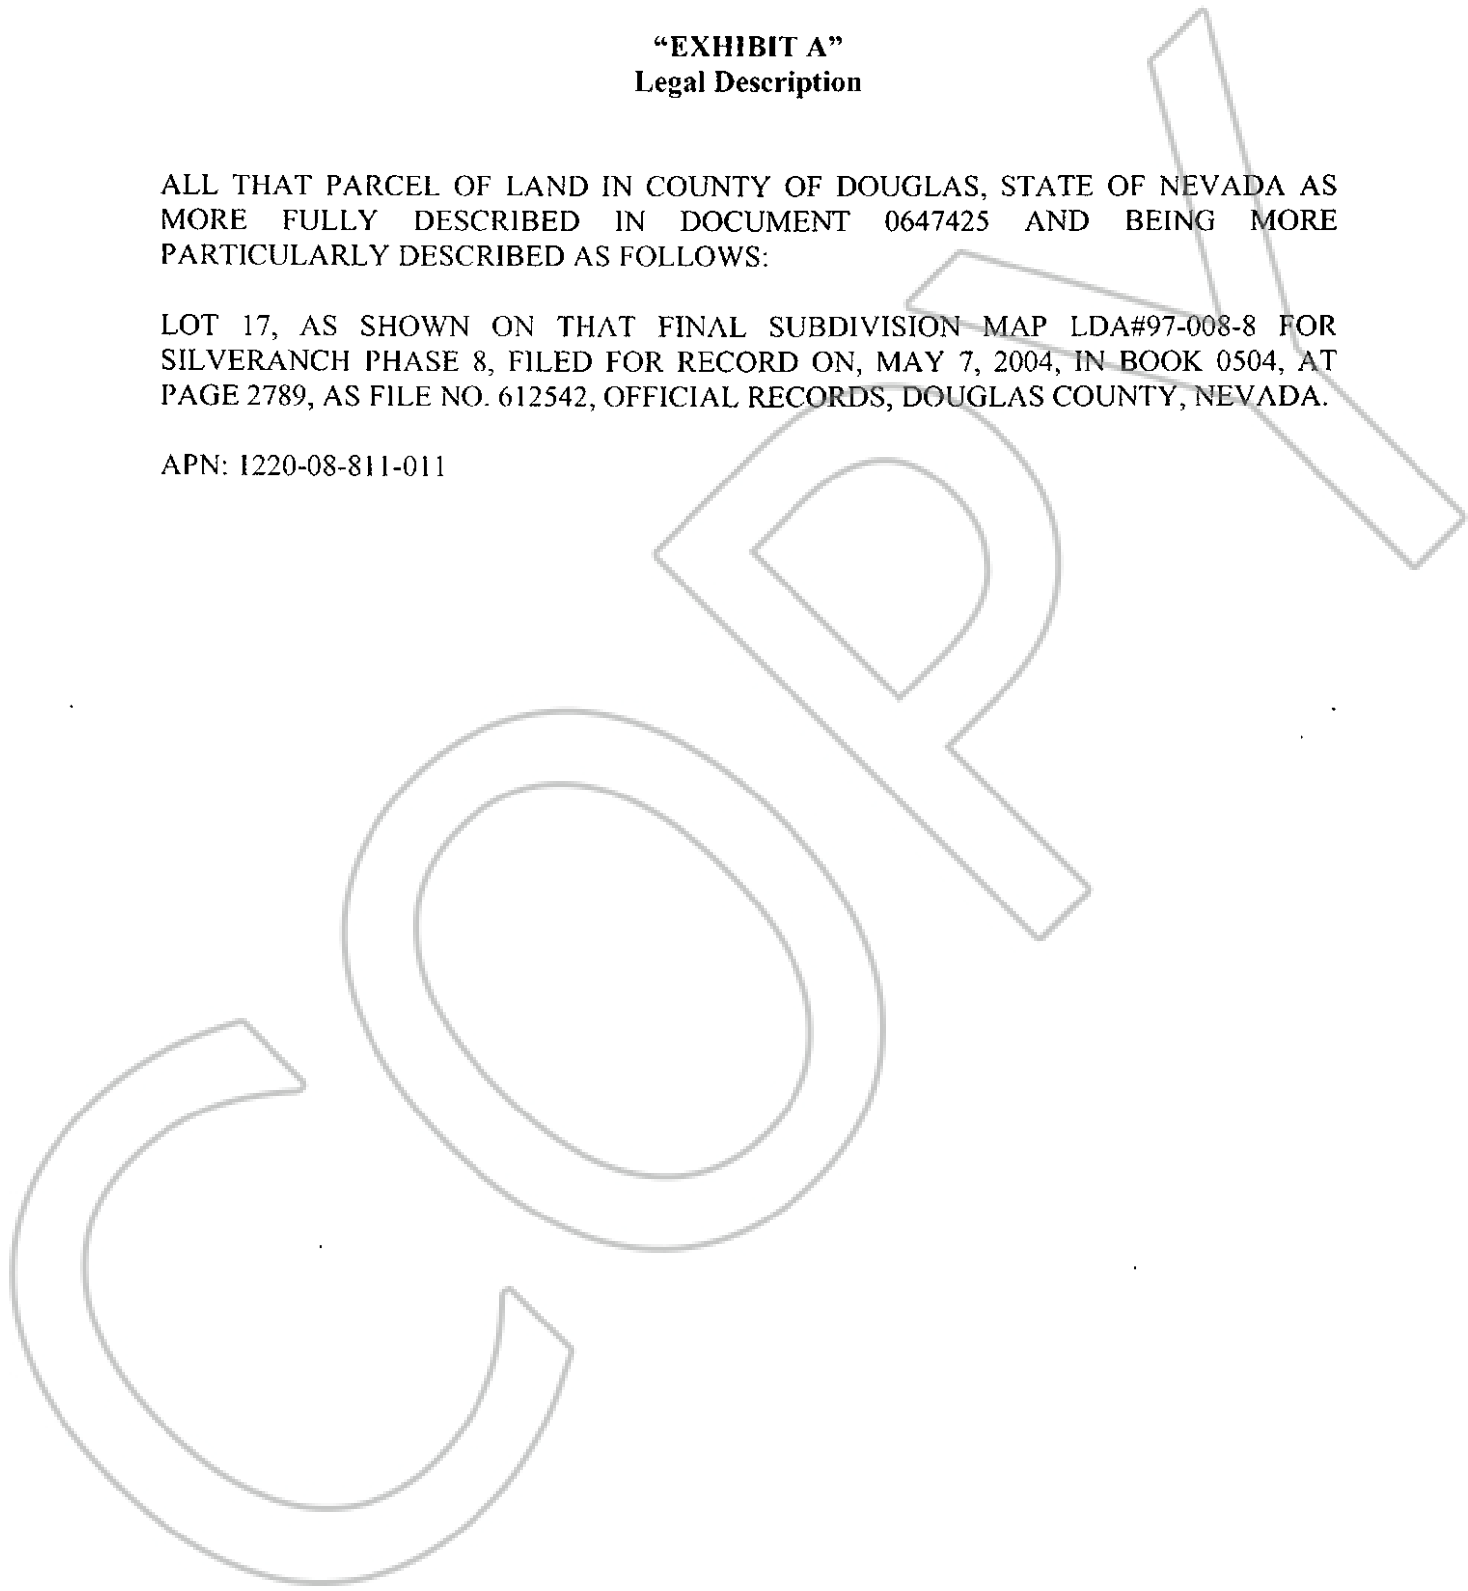 “EXHIBIT A”
Legal Description
ALL THAT PARCEL OF LAND IN COUNTY OF DOUGLAS, STATE OF NEVADA AS
MORE FULLY DESCRIBED IN DOCUMENT 0647425 AND BEING MORE
PARTICULARLY DESCRIBED AS FOLLOWS:
LOT 17, AS SHOWN ON THAT FINAL SUBDIVISION MAP LDA#97-008-8 FOR
SILVERANCH PHASE 8, FILED FOR RECORD ON, MAY 7, 2004, IN BOOK 0504, AT
PAGE 2789, AS FILE NO. 612542, OFFICIAL RECORDS, DOUGLAS COUNTY, NEVADA.
APN: 1220-08-811-011
COPY